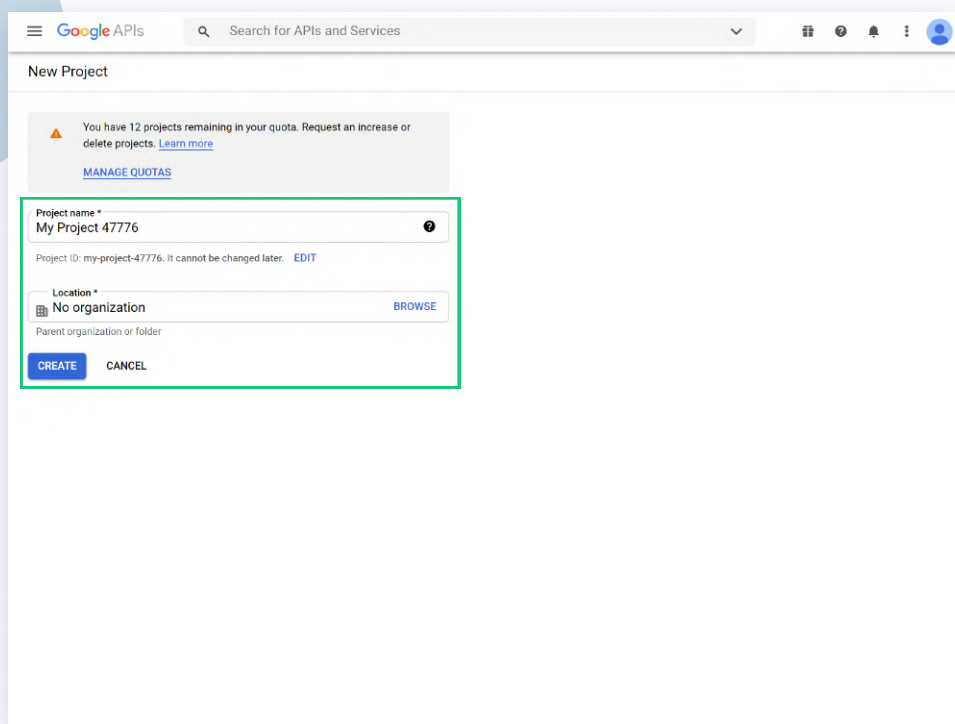 Google APIs
Search for APIs and Services
New Project
You have 12 projects remaining in your quota. Request an increase or
delete projects. Learn more
MANAGE QUOTAS
Project name *
My Project 47776
Project ID: my-project-47776. It cannot be changed later. EDIT
Location *
No organization
BROWSE
Parent organization or folder
CREATE CANCEL